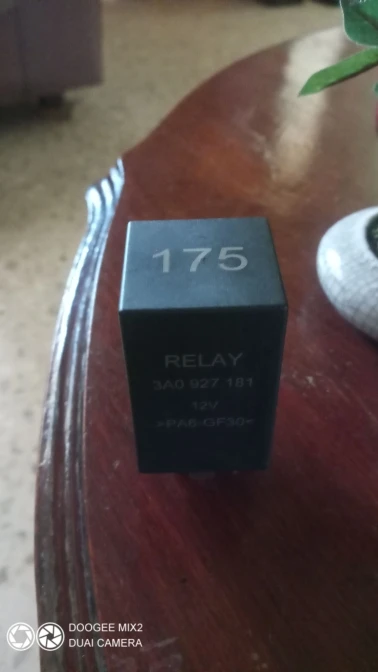 175
RELAY
3A0 927 181
12V
>PA6-GF30<
DOOGEE MIX2
DUAI CAMERA